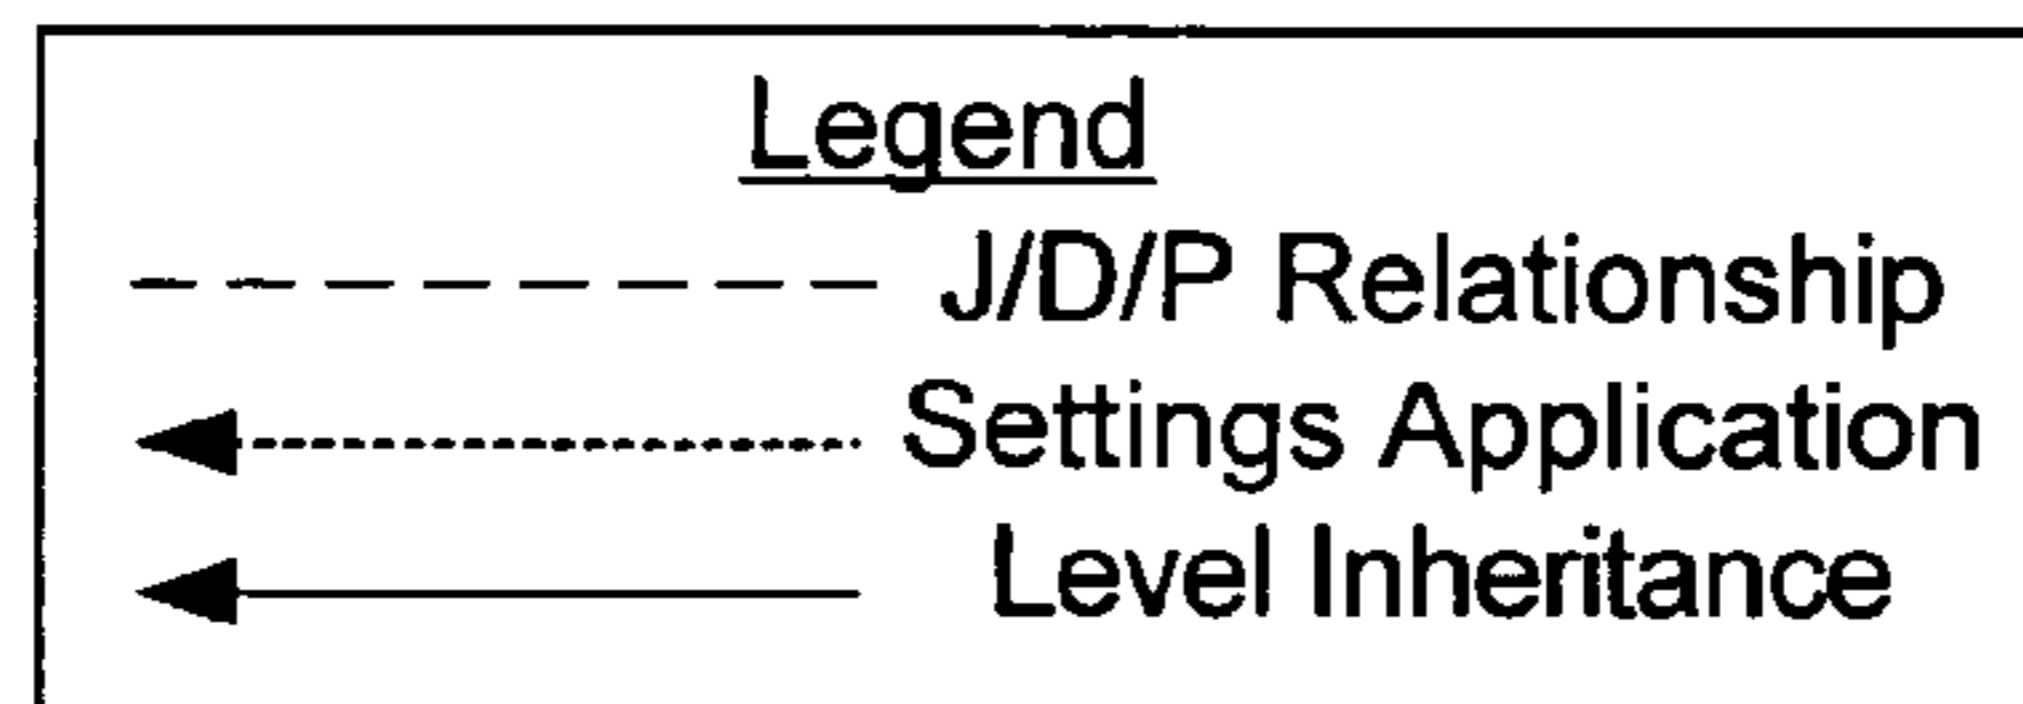 Legend
J/D/P Relationship
Settings Application
Level Inheritance